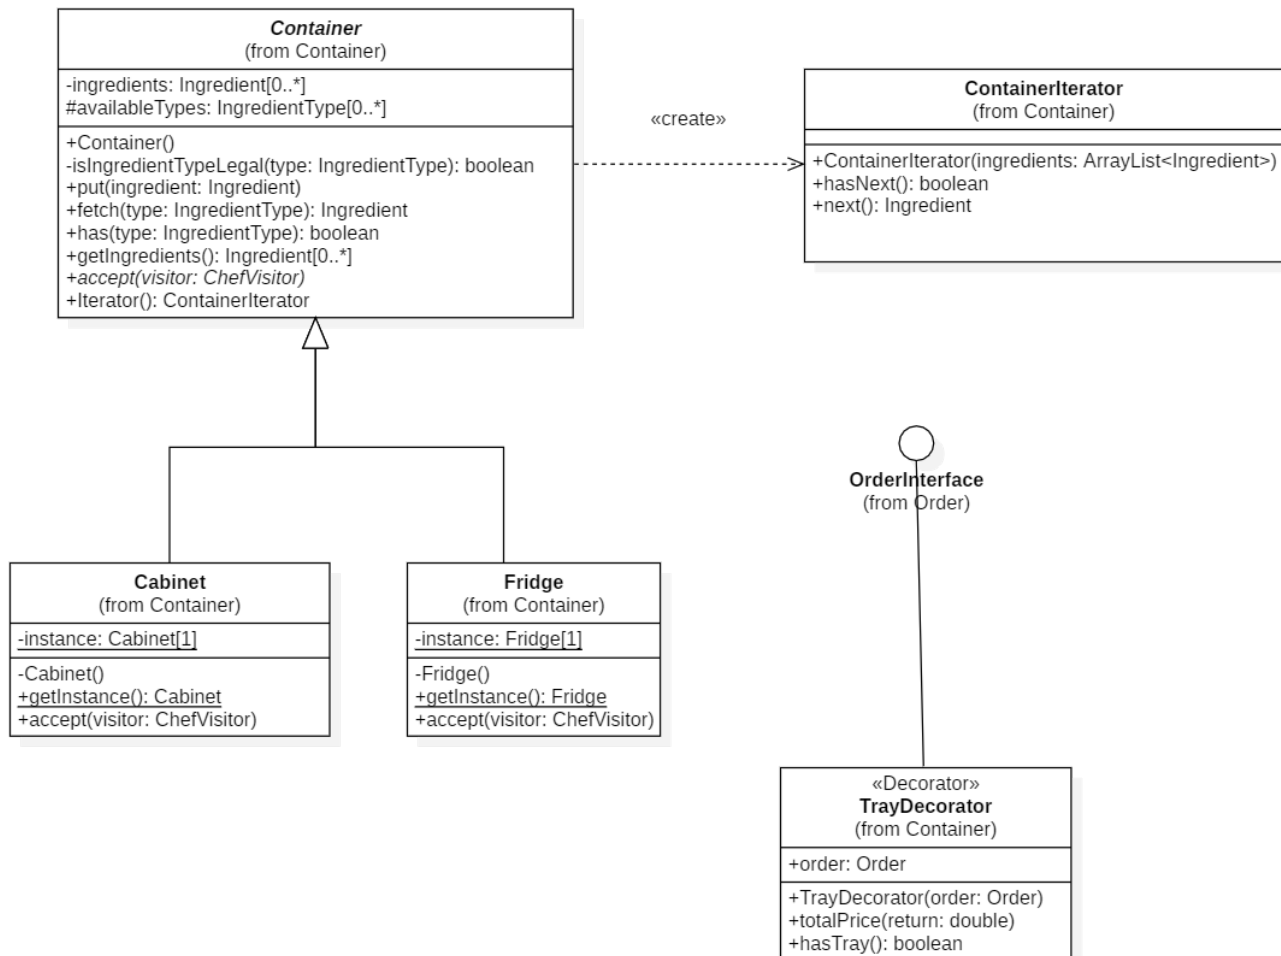 Container
(from Container)
-ingredients: Ingredient[0..*]
#availableTypes: IngredientType[0..*]
+Container()
-isIngredientTypeLegal(type: IngredientType): boolean
+put(ingredient: Ingredient)
+fetch(type: IngredientType): Ingredient
+has(type: IngredientType): boolean
+getIngredients(): Ingredient[0..*]
+accept(visitor: ChefVisitor)
+Iterator(): ContainerIterator
«create»
ContainerIterator
(from Container)
+ContainerIterator(ingredients: ArrayList<Ingredient>)
+hasNext(): boolean
+next(): Ingredient
OrderInterface
(from Order)
Cabinet
(from Container)
-instance: Cabinet[1]
-Cabinet()
+getInstance(): Cabinet
+accept(visitor: ChefVisitor)
Fridge
(from Container)
-instance: Fridge[1]
-Fridge()
+getInstance(): Fridge
+accept(visitor: ChefVisitor)
«Decorator»
TrayDecorator
(from Container)
+order: Order
+TrayDecorator(order: Order)
+totalPrice(return: double)
+hasTray(): boolean